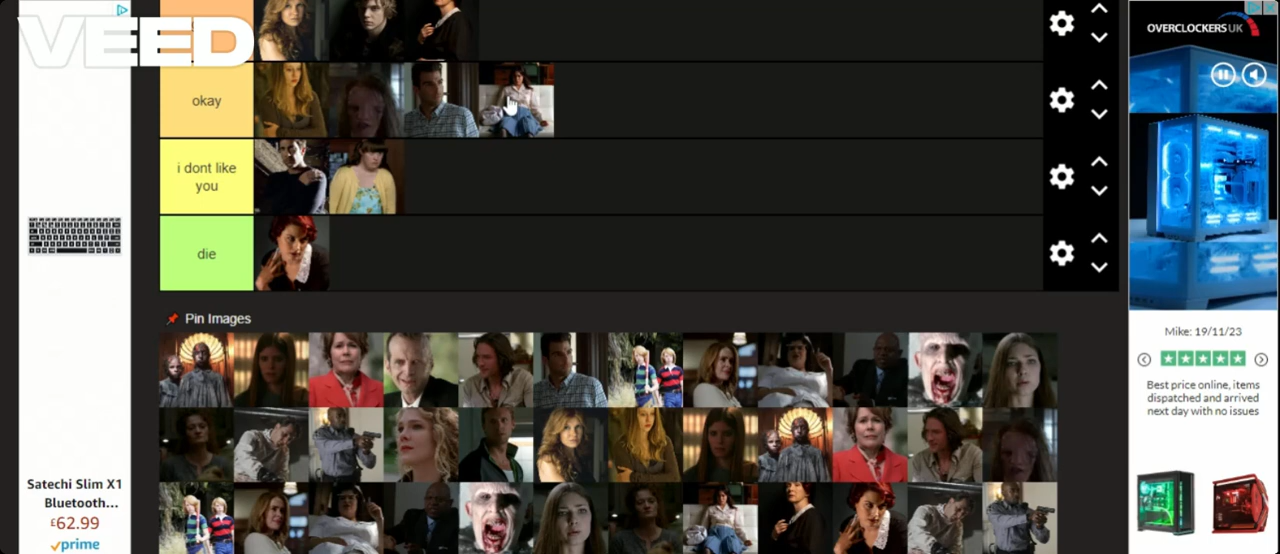 VEED
okay
i dont like
you
die
Pin Images
Satechi Slim X1
Bluetooth...
£62.99
prime
OVERCLOCKERS UK
Mike: 19/11/23
Best price online, items
dispatched and arrived
next day with no issues